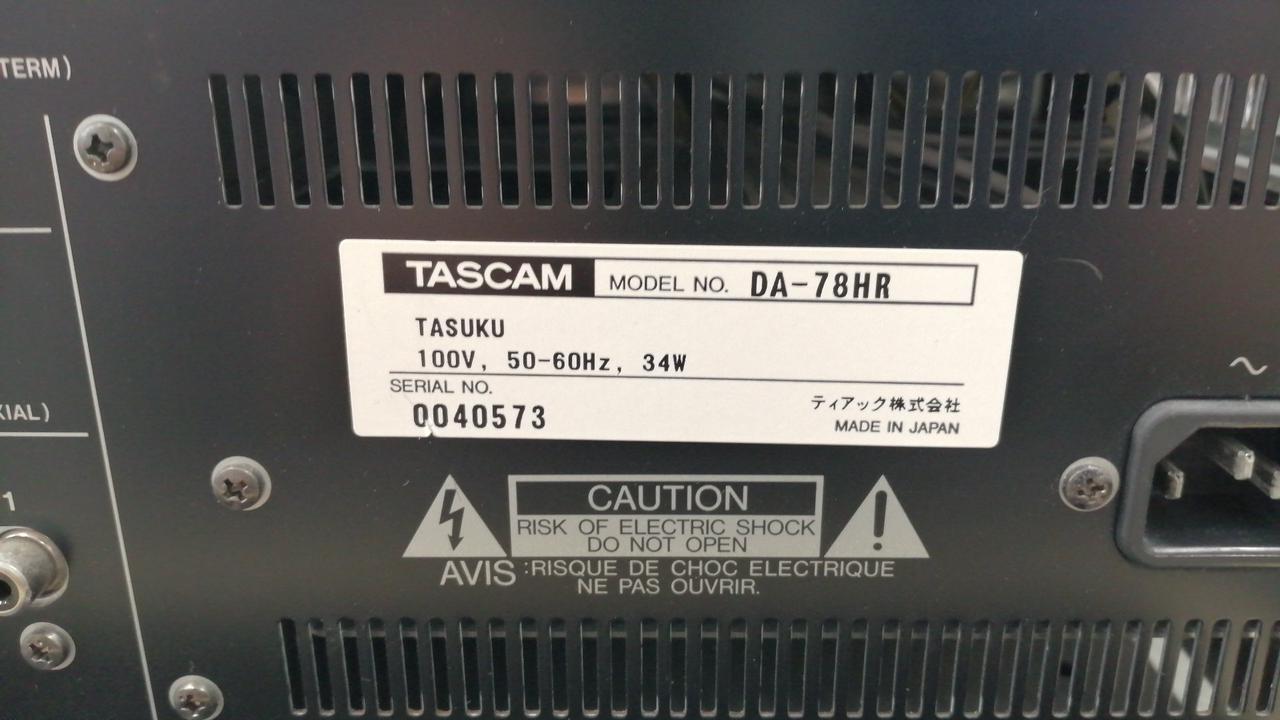 TERM)
TASCAM MODEL NO. DA-78HR
TASUKU
100V, 50-60Hz, 34W
SERIAL NO.
0040573
ティアック株式会社
MADE IN JAPAN
XIAL)
1
~
CAUTION
RISK OF ELECTRIC SHOCK
DO NOT OPEN
AVIS :RISQUE DE CHOC ELECTRIQUE
NE PAS OUVRIR.